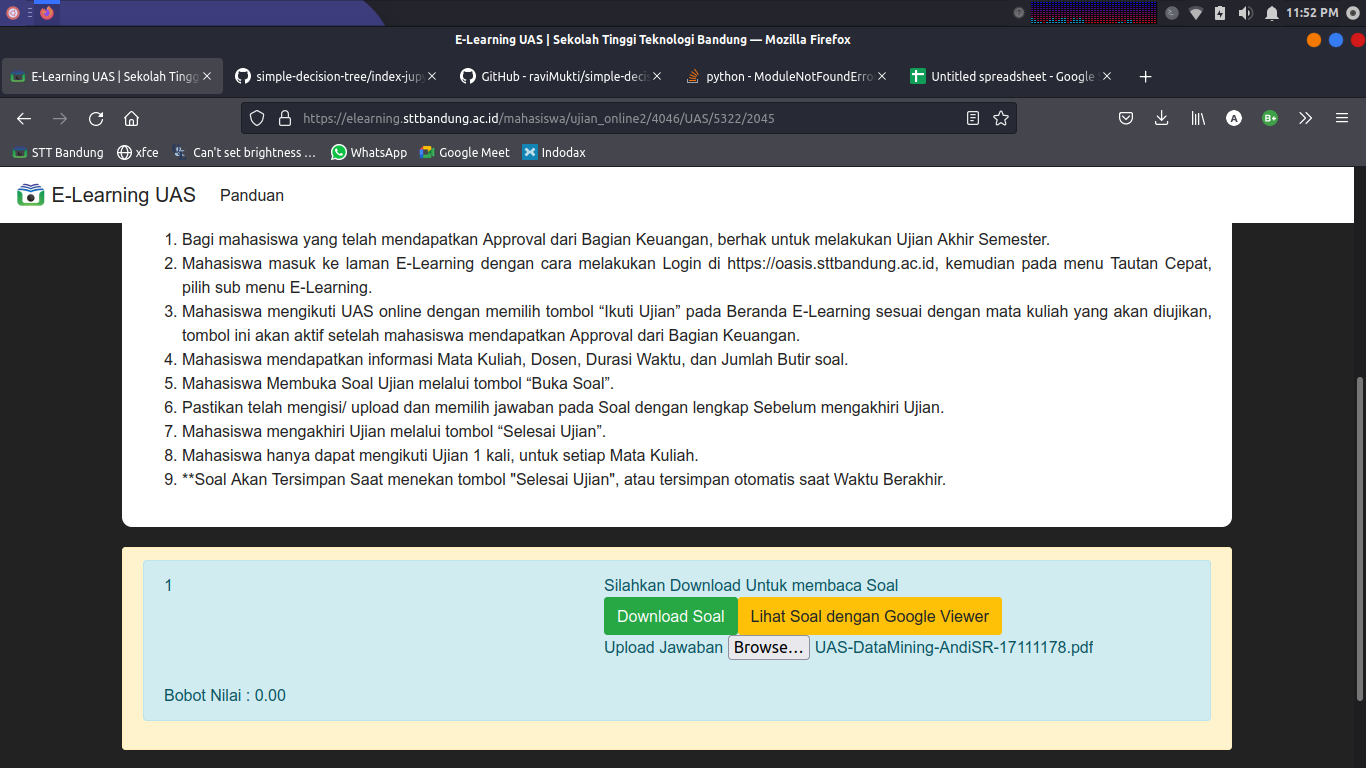 11:52 PM
E-Learning UAS | Sekolah Tinggi Teknologi Bandung — Mozilla Firefox
E-Learning UAS | Sekolah Tingg
simple-decision-tree/index-jupy
GitHub - raviMukti/simple-decis
python - ModuleNotFoundErro
Untitled spreadsheet - Google
https://elearning.sttbandung.ac.id/mahasiswa/ujian_online2/4046/UAS/5322/2045
A
B+
STT Bandung
xfce
Can't set brightness ...
WhatsApp
Google Meet
Indodax
E-Learning UAS
Panduan
1. Bagi mahasiswa yang telah mendapatkan Approval dari Bagian Keuangan, berhak untuk melakukan Ujian Akhir Semester.
2. Mahasiswa masuk ke laman E-Learning dengan cara melakukan Login di https://oasis.sttbandung.ac.id, kemudian pada menu Tautan Cepat,
pilih sub menu E-Learning.
3. Mahasiswa mengikuti UAS online dengan memilih tombol “Ikuti Ujian” pada Beranda E-Learning sesuai dengan mata kuliah yang akan diujikan,
tombol ini akan aktif setelah mahasiswa mendapatkan Approval dari Bagian Keuangan.
4. Mahasiswa mendapatkan informasi Mata Kuliah, Dosen, Durasi Waktu, dan Jumlah Butir soal.
5. Mahasiswa Membuka Soal Ujian melalui tombol “Buka Soal”.
6. Pastikan telah mengisi/ upload dan memilih jawaban pada Soal dengan lengkap Sebelum mengakhiri Ujian.
7. Mahasiswa mengakhiri Ujian melalui tombol “Selesai Ujian”.
8. Mahasiswa hanya dapat mengikuti Ujian 1 kali, untuk setiap Mata Kuliah.
9. **Soal Akan Tersimpan Saat menekan tombol "Selesai Ujian", atau tersimpan otomatis saat Waktu Berakhir.
1
Silahkan Download Untuk membaca Soal
Download Soal
Lihat Soal dengan Google Viewer
Upload Jawaban Browse... UAS-DataMining-AndiSR-17111178.pdf
Bobot Nilai : 0.00